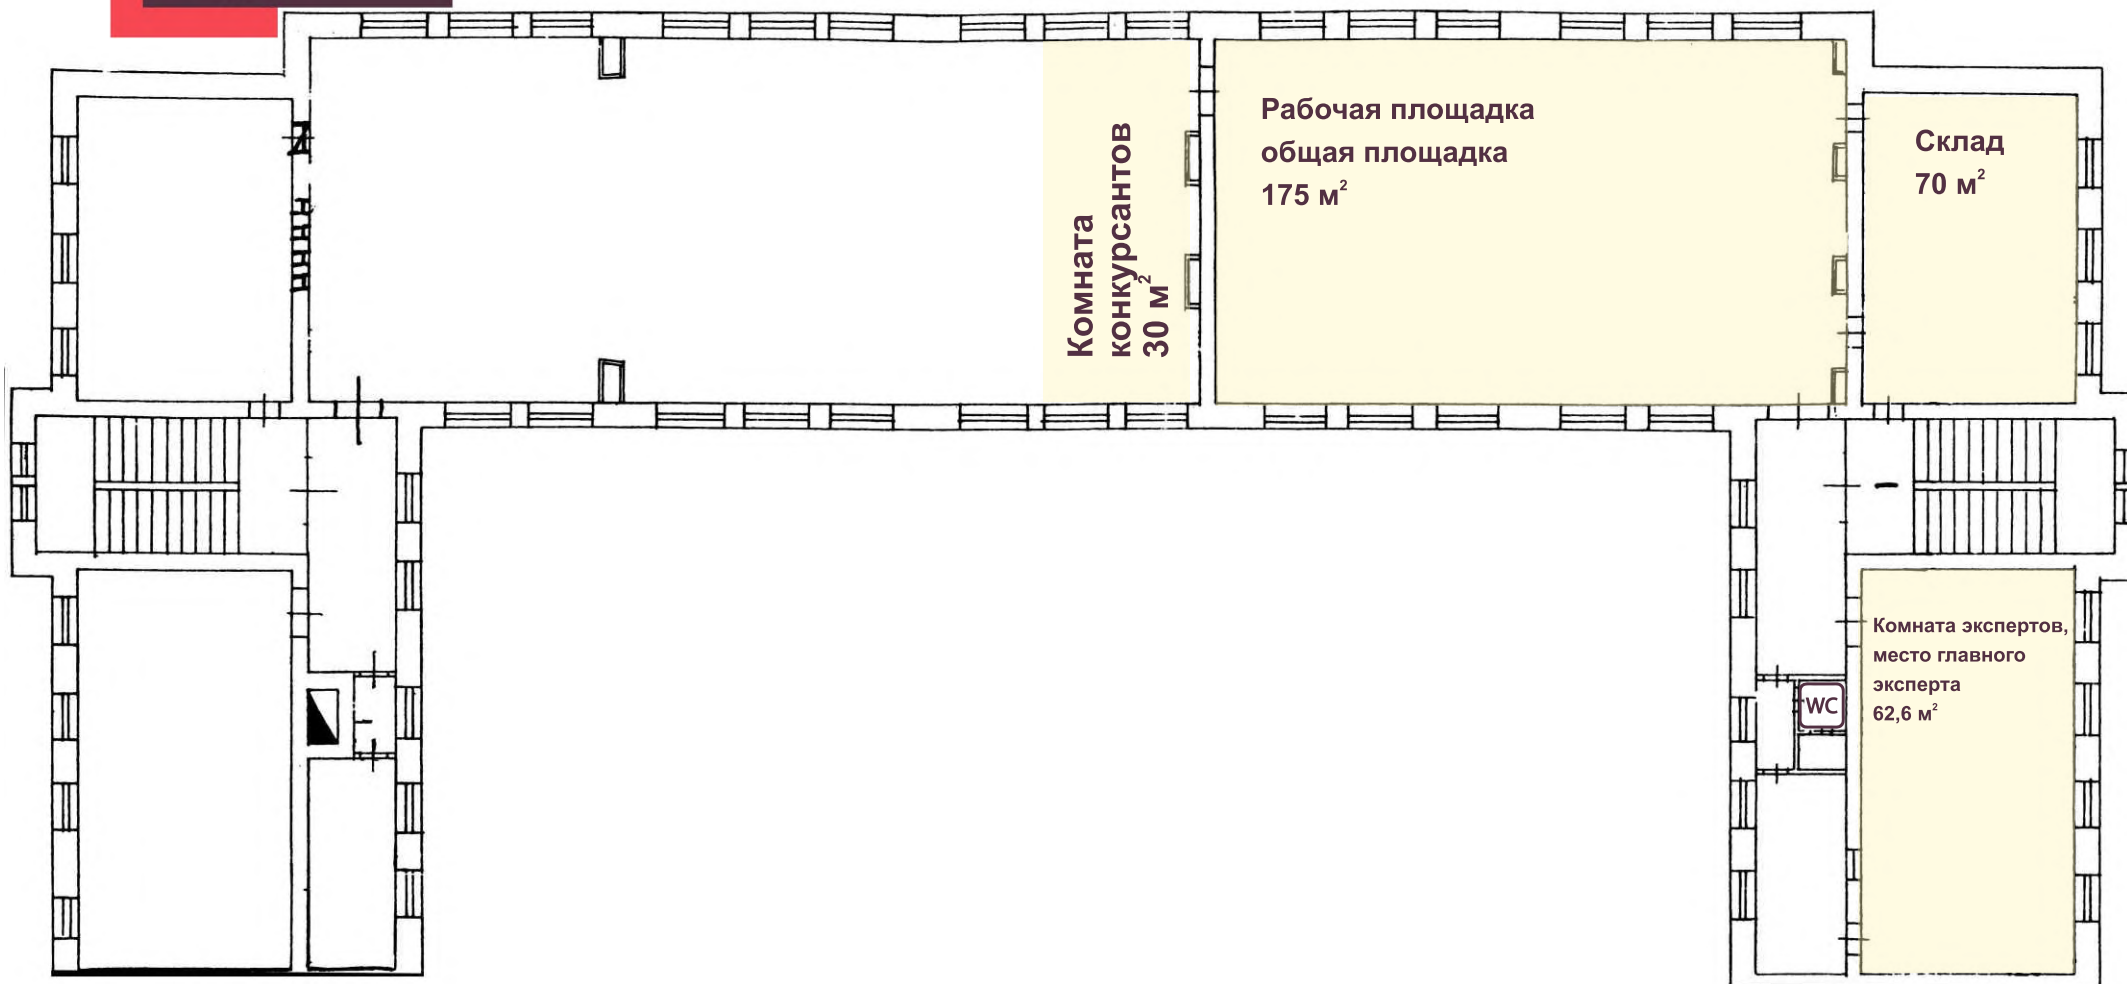 Комната
конкурсантов
30 м²
Рабочая площадка
общая площадка
175 м²
Склад
70 м²
Комната экспертов,
место главного
эксперта
62,6 м²
WC